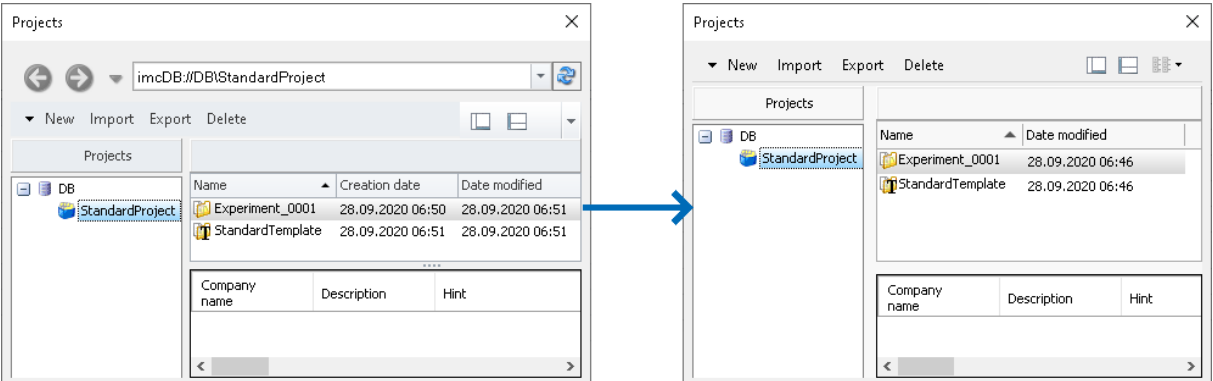 Projects
imcDB://DB\StandardProject
New Import Export Delete
Projects
DB
StandardProject
Name Creation date Date modified
Experiment_0001 28.09.2020 06:50 28.09.2020 06:51
StandardTemplate 28.09.2020 06:51 28.09.2020 06:51
Company
name
Description Hint
Projects
New Import Export Delete
Projects
DB
StandardProject
Name Date modified
Experiment_0001 28.09.2020 06:46
StandardTemplate 28.09.2020 06:46
Company
name
Description Hint